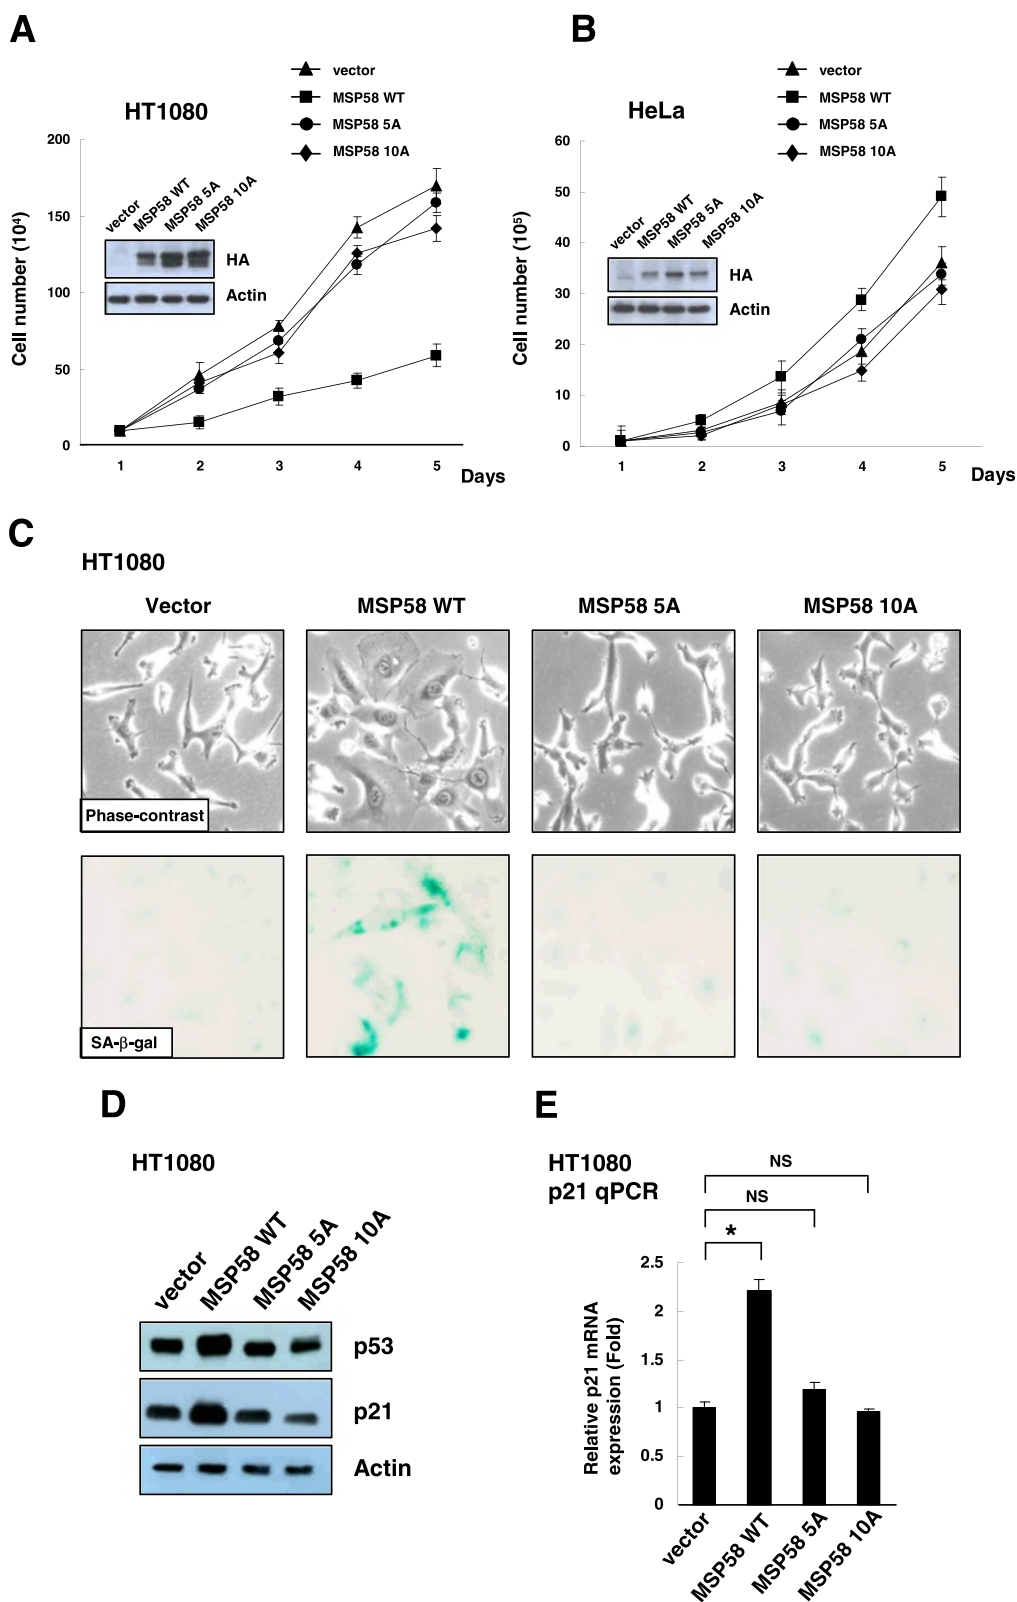 A
HT1080
vector
MSP58 WT
MSP58 5A
MSP58 10A
200
150
100
50
0
Cell number (10⁴)
vector
MSP58 WT
MSP58 5A
MSP58 10A
HA
Actin
1 2 3 4 5
Days
B
HeLa
vector
MSP58 WT
MSP58 5A
MSP58 10A
60
50
40
30
20
10
0
Cell number (10⁵)
vector
MSP58 WT
MSP58 5A
MSP58 10A
HA
Actin
1 2 3 4 5
Days
C
HT1080
Vector MSP58 WT MSP58 5A MSP58 10A
Phase-contrast
SA-β-gal
D
HT1080
vector
MSP58 WT
MSP58 5A
MSP58 10A
p53
p21
Actin
E
HT1080
p21 qPCR
NS
NS
*
2.5
2
1.5
1
0.5
0
Relative p21 mRNA
expression (Fold)
vector
MSP58 WT
MSP58 5A
MSP58 10A